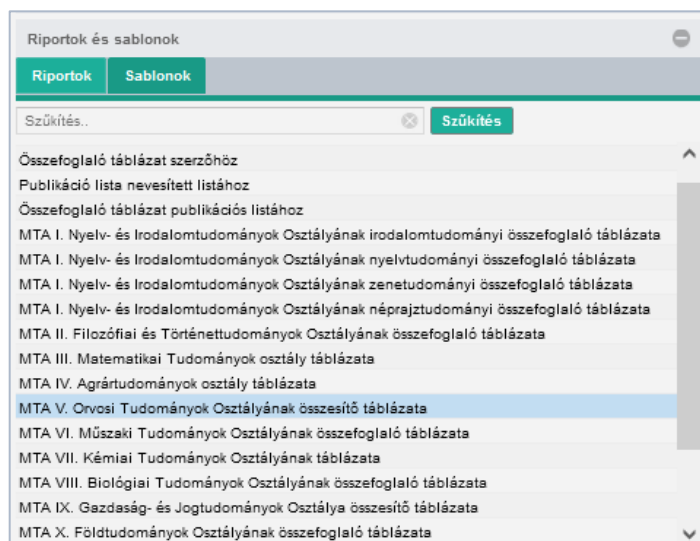 Riportok és sablonok
Riportok Sablonok
Szűkítés.. Szűkítés
Összefoglaló táblázat szerzőhöz
Publikáció lista nevesített listához
Összefoglaló táblázat publikációs listához
MTA I. Nyelv- és Irodalomtudományok Osztályának irodalomtudományi összefoglaló táblázata
MTA I. Nyelv- és Irodalomtudományok Osztályának nyelvtudományi összefoglaló táblázata
MTA I. Nyelv- és Irodalomtudományok Osztályának zenetudományi összefoglaló táblázata
MTA I. Nyelv- és Irodalomtudományok Osztályának néprajztudományi összefoglaló táblázata
MTA II. Filozófiai és Történettudományok Osztályának összefoglaló táblázata
MTA III. Matematikai Tudományok osztály táblázata
MTA IV. Agrártudományok osztály táblázata
MTA V. Orvosi Tudományok Osztályának összesítő táblázata
MTA VI. Műszaki Tudományok Osztályának összefoglaló táblázata
MTA VII. Kémiai Tudományok Osztályának táblázata
MTA VIII. Biológiai Tudományok Osztályának összefoglaló táblázata
MTA IX. Gazdaság- és Jogtudományok Osztálya összesítő táblázata
MTA X. Földtudományok Osztályának összefoglaló táblázata